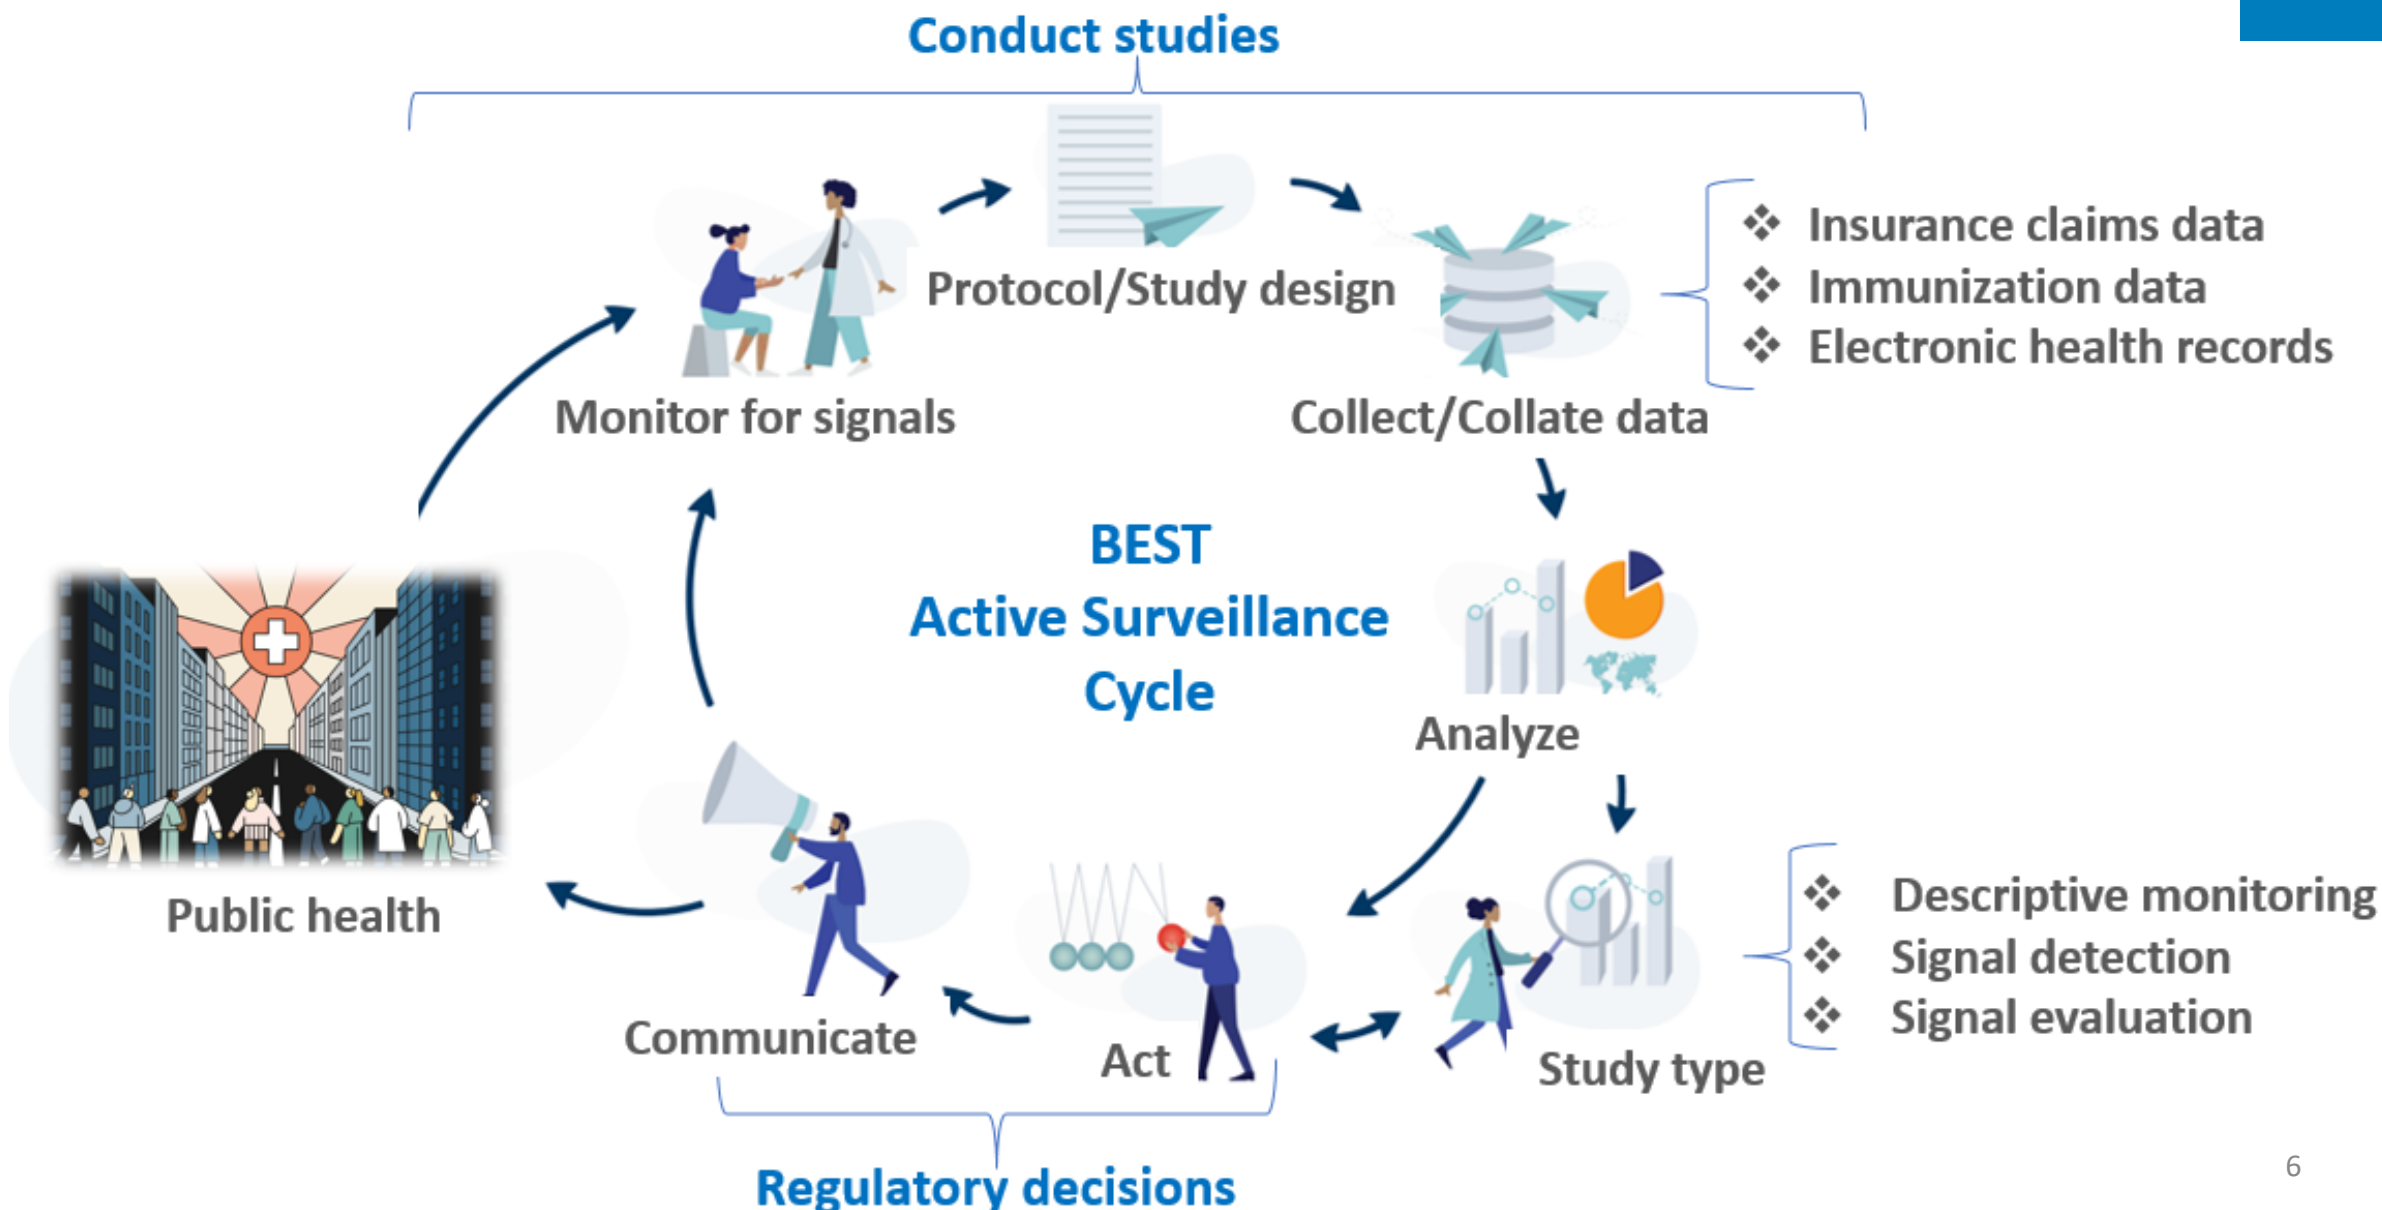 Conduct studies
Protocol/Study design
Monitor for signals
Collect/Collate data
❖ Insurance claims data
❖ Immunization data
❖ Electronic health records
BEST
Active Surveillance
Cycle
Analyze
Study type
❖ Descriptive monitoring
❖ Signal detection
❖ Signal evaluation
Act
Communicate
Public health
Regulatory decisions
6